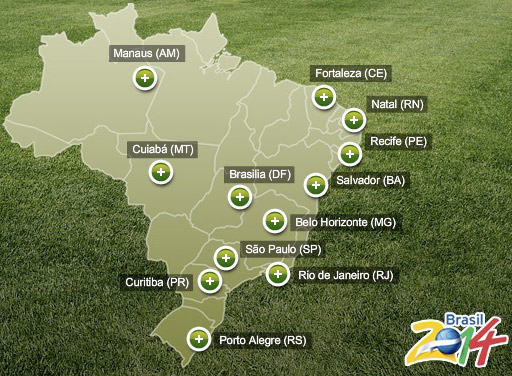 Manaus (AM)
Fortaleza (CE)
Natal (RN)
Recife (PE)
Cuiabá (MT)
Brasilia (DF)
Salvador (BA)
Belo Horizonte (MG)
São Paulo (SP)
Rio de Janeiro (RJ)
Curitiba (PR)
Porto Alegre (RS)
Brasil
2014